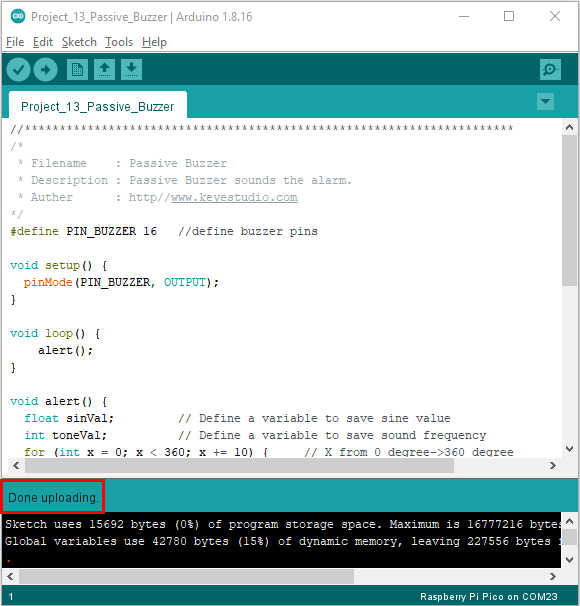 Project_13_Passive_Buzzer | Arduino 1.8.16
File Edit Sketch Tools Help
Project_13_Passive_Buzzer
//**********************************************************************
/*
 * Filename    : Passive Buzzer
 * Description : Passive Buzzer sounds the alarm.
 * Auther      : http//www.keyestudio.com
*/
#define PIN_BUZZER 16   //define buzzer pins
void setup() {
  pinMode(PIN_BUZZER, OUTPUT);
}
void loop() {
    alert();
}
void alert() {
  float sinVal;         // Define a variable to save sine value
  int toneVal;          // Define a variable to save sound frequency
  for (int x = 0; x < 360; x += 10) {     // X from 0 degree->360 degree
Done uploading.
Sketch uses 15692 bytes (0%) of program storage space. Maximum is 16777216 bytes
Global variables use 42780 bytes (15%) of dynamic memory, leaving 227556 bytes
.
1
Raspberry Pi Pico on COM23